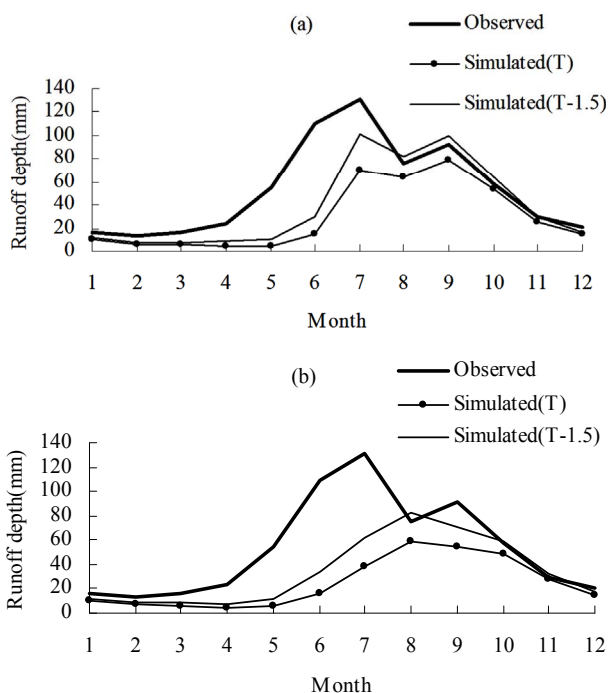 (a)
Observed
Simulated(T)
Simulated(T-1.5)
Runoff depth(mm)
140
120
100
80
60
40
20
0
1 2 3 4 5 6 7 8 9 10 11 12
Month
(b)
Observed
Simulated(T)
Simulated(T-1.5)
Runoff depth(mm)
140
120
100
80
60
40
20
0
1 2 3 4 5 6 7 8 9 10 11 12
Month